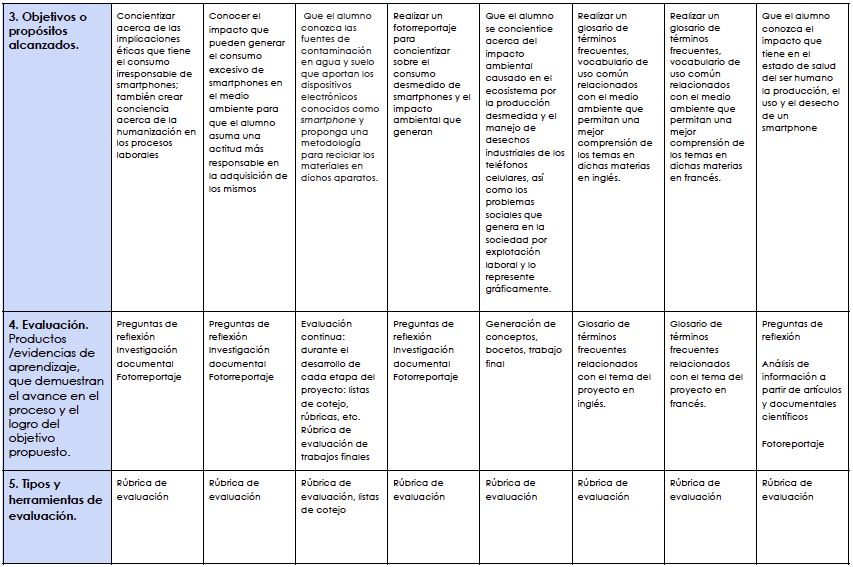 3. Objetivos o
propósitos
alcanzados.
Concientizar
acerca de las
implicaciones
éticas que tiene
el consumo
irresponsable de
smartphones;
también crear
conciencia
acerca de la
humanización en
los procesos
laborales
Conocer el
impacto que
pueden generar
el consumo
excesivo de
smartphones en
el medio
ambiente para
que el alumno
asuma una
actitud más
responsable en
la adquisición de
los mismos
Que el alumno
conozca las
fuentes de
contaminación
en agua y suelo
que aportan los
dispositivos
electrónicos
conocidos como
smartphone y
proponga una
metodología
para reciclar los
materiales en
dichos aparatos.
Realizar un
fotorreportaje
para
concientizar
sobre el
consumo
desmedido de
smartphones y el
impacto
ambiental que
generan
Que el alumno
se concientice
acerca del
impacto
ambiental
causado en el
ecosistema por
la producción
desmedida y el
manejo de
desechos
industriales de los
teléfonos
celulares, así
como los
problemas
sociales que
genera en la
sociedad por
explotación
laboral y lo
represente
gráficamente.
Realizar un
glosario de
términos
frecuentes,
vocabulario de
uso común
relacionados
con el medio
ambiente que
permitan una
mejor
comprensión de
los temas en
dichas materias
en inglés.
Realizar un
glosario de
términos
frecuentes,
vocabulario de
uso común
relacionados
con el medio
ambiente que
permitan una
mejor
comprensión de
los temas en
dichas materias
en francés.
Que el alumno
conozca el
impacto que
tiene en el
estado de salud
del ser humano
la producción, el
uso y el desecho
de un
smartphone
4. Evaluación.
Productos
/evidencias de
aprendizaje,
que demuestran
el avance en el
proceso y el
logro del
objetivo
propuesto.
Preguntas de
reflexión
Investigación
documental
Fotorreportaje
Preguntas de
reflexión
Investigación
documental
Fotorreportaje
Evaluación
continua:
durante el
desarrollo de
cada etapa del
proyecto: listas
de cotejo,
rúbricas, etc.
Rúbrica de
evaluación de
trabajos finales
Preguntas de
reflexión
Investigación
documental
Fotorreportaje
Generación de
conceptos,
bocetos, trabajo
final
Glosario de
términos
frecuentes
relacionados
con el tema del
proyecto en
inglés.
Glosario de
términos
frecuentes
relacionados
con el tema del
proyecto en
francés.
Preguntas de
reflexión
Análisis de
información a
partir de artículos
y documentales
científicos
Fotoreportaje
5. Tipos y
herramientas de
evaluación.
Rúbrica de
evaluación
Rúbrica de
evaluación
Rúbrica de
evaluación, listas
de cotejo
Rúbrica de
evaluación
Rúbrica de
evaluación
Rúbrica de
evaluación
Rúbrica de
evaluación
Rúbrica de
evaluación